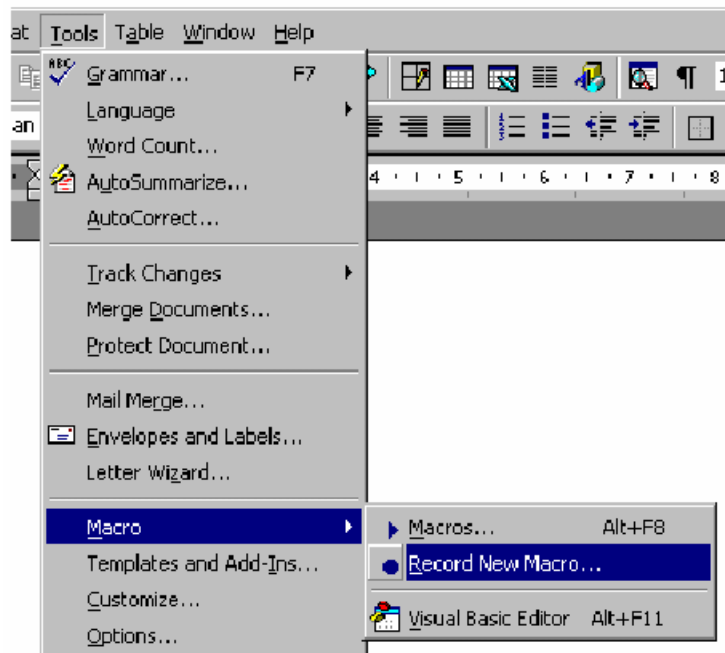 at Tools Table Window Help
ABC Grammar... F7
Language
an
Word Count...
AutoSummarize...
4 5 6 7 8
AutoCorrect...
Track Changes
Merge Documents...
Protect Document...
Mail Merge...
Envelopes and Labels...
Letter Wizard...
Macro
Macros... Alt+F8
Templates and Add-Ins...
Record New Macro...
Customize...
Visual Basic Editor Alt+F11
Options...